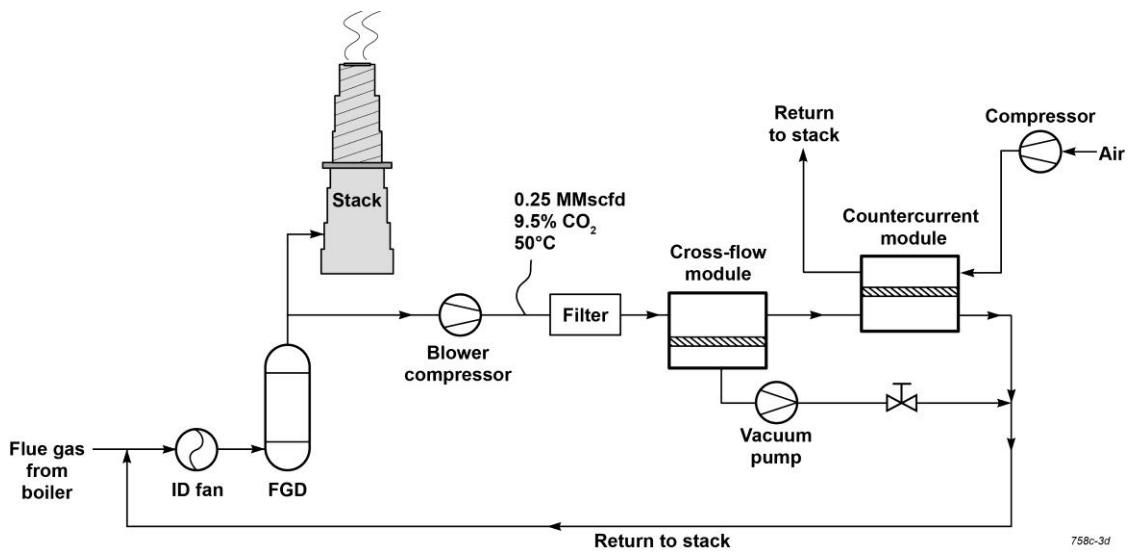 Return
to stack
Compressor
Air
Stack
0.25 MMscfd
9.5% CO₂
50°C
Countercurrent
module
Cross-flow
module
Filter
Blower
compressor
Vacuum
pump
Flue gas
from
boiler
ID fan
FGD
Return to stack
758c-3d